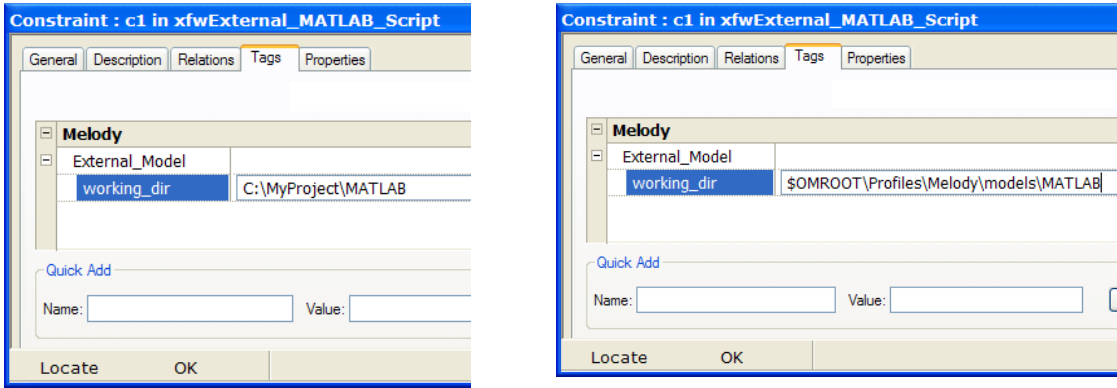 Constraint : c1 in xfwExternal_MATLAB_Script
General Description Relations Tags Properties
Melody
External_Model
working_dir C:\MyProject\MATLAB
Quick Add
Name: Value:
Locate OK
Constraint : c1 in xfwExternal_MATLAB_Script
General Description Relations Tags Properties
Melody
External_Model
working_dir $OMROOT\Profiles\Melody\models\MATLAB
Quick Add
Name: Value:
Locate OK